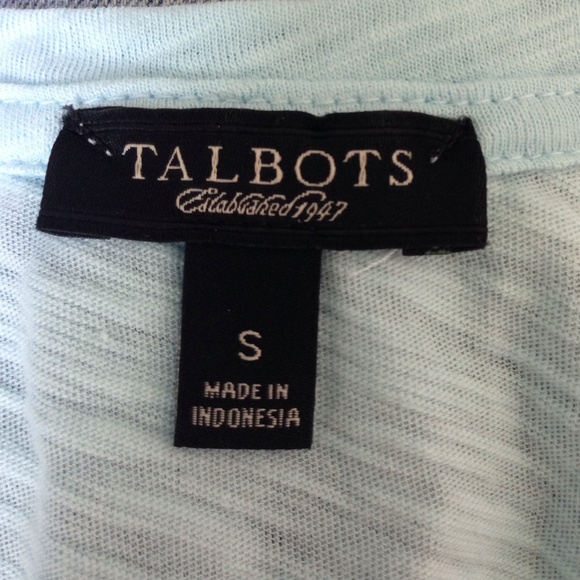 TALBOTS
Established 1947
S
MADE IN
INDONESIA